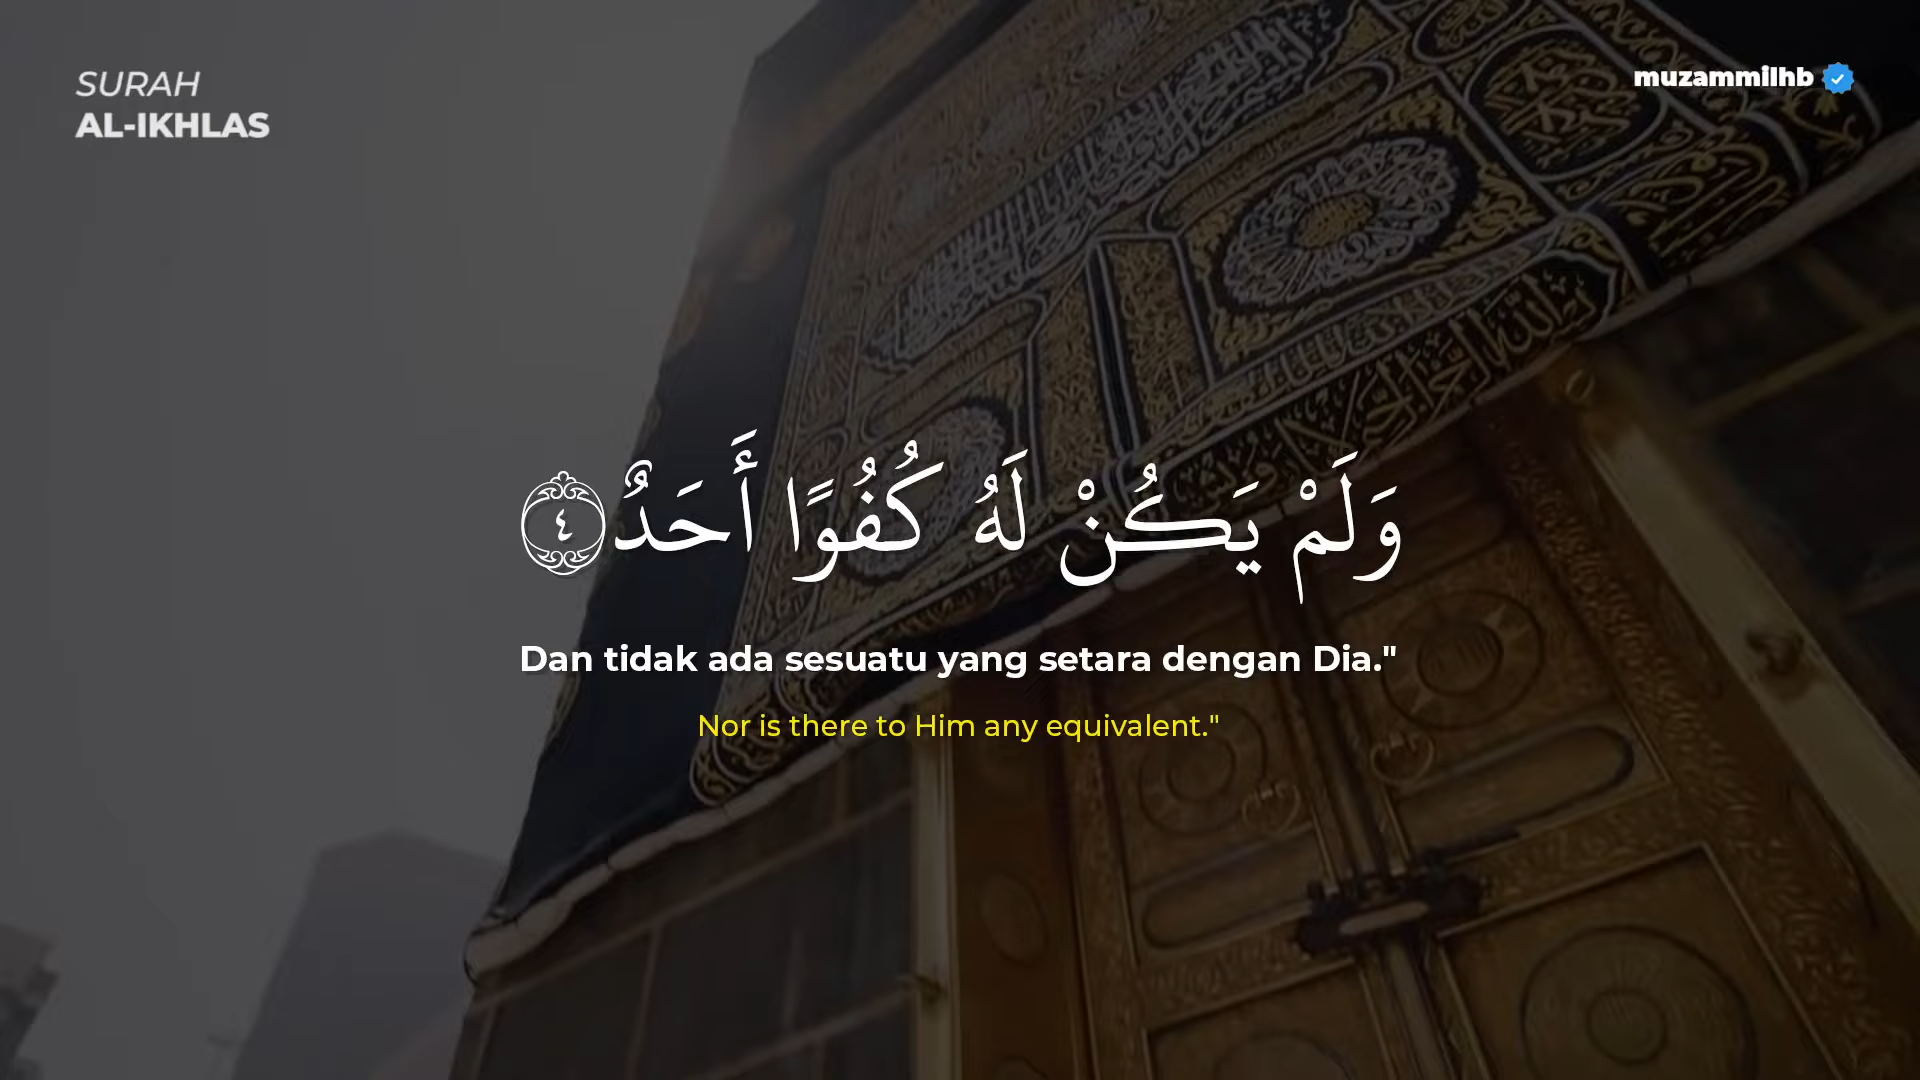 SURAH
AL-IKHLAS
muzammilhb
وَلَمْ يَكُنْ لَهُ كُفُوًا أَحَدٌ ٤
Dan tidak ada sesuatu yang setara dengan Dia."
Nor is there to Him any equivalent."